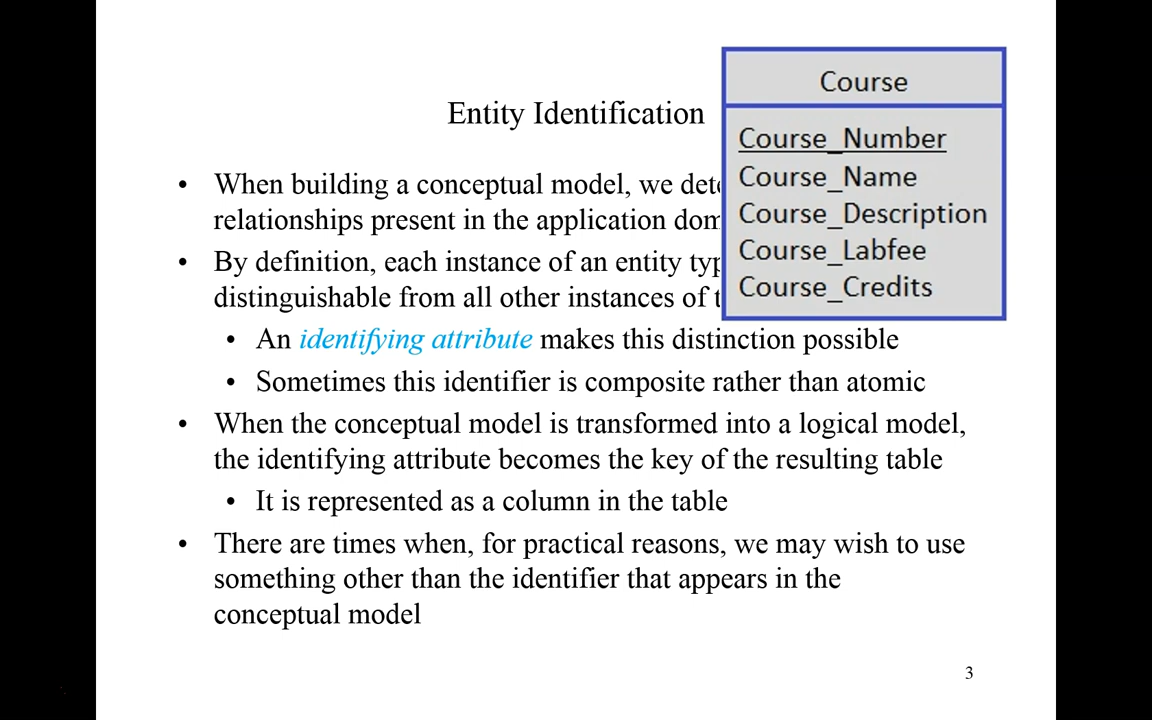 Entity Identification
• When building a conceptual model, we
relationships present in the application
• By definition, each instance of an entity
distinguishable from all other instances of
• An identifying attribute makes this distinction possible
• Sometimes this identifier is composite rather than atomic
• When the conceptual model is transformed into a logical model,
the identifying attribute becomes the key of the resulting table
• It is represented as a column in the table
• There are times when, for practical reasons, we may wish to use
something other than the identifier that appears in the
conceptual model
Course
Course_Number
Course_Name
Course_Description
Course_Labfee
Course_Credits
3